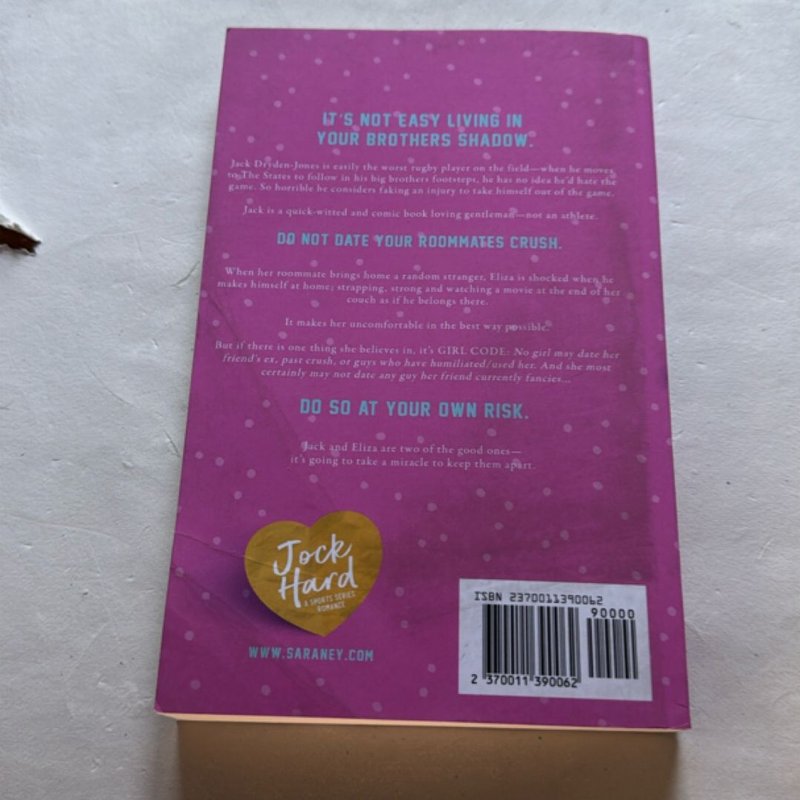 IT'S NOT EASY LIVING IN
YOUR BROTHERS SHADOW.
Jack Dryden-Jones is easily the worst rugby player on the field—when he moves
to The States to follow in his big brothers footsteps, he has no idea he'd hate the
game. So horrible he considers faking an injury to take himself out of the game.
Jack is a quick-witted and comic book loving gentleman—not an athlete.
DO NOT DATE YOUR ROOMMATES CRUSH.
When her roommate brings home a random stranger, Eliza is shocked when he
makes himself at home; strapping, strong and watching a movie at the end of her
couch as if he belongs there.
It makes her uncomfortable in the best way possible.
But if there is one thing she believes in, it's GIRL CODE: No girl may date her
friend's ex, past crush, or guys who have humiliated/used her. And she most
certainly may not date any guy her friend currently fancies...
DO SO AT YOUR OWN RISK.
Jack and Eliza are two of the good ones—
it's going to take a miracle to keep them apart.
Jock
Hard
A SPORTS SERIES
ROMANCE
WWW.SARANEY.COM
ISBN 2370011390062
90000
2 370011 390062